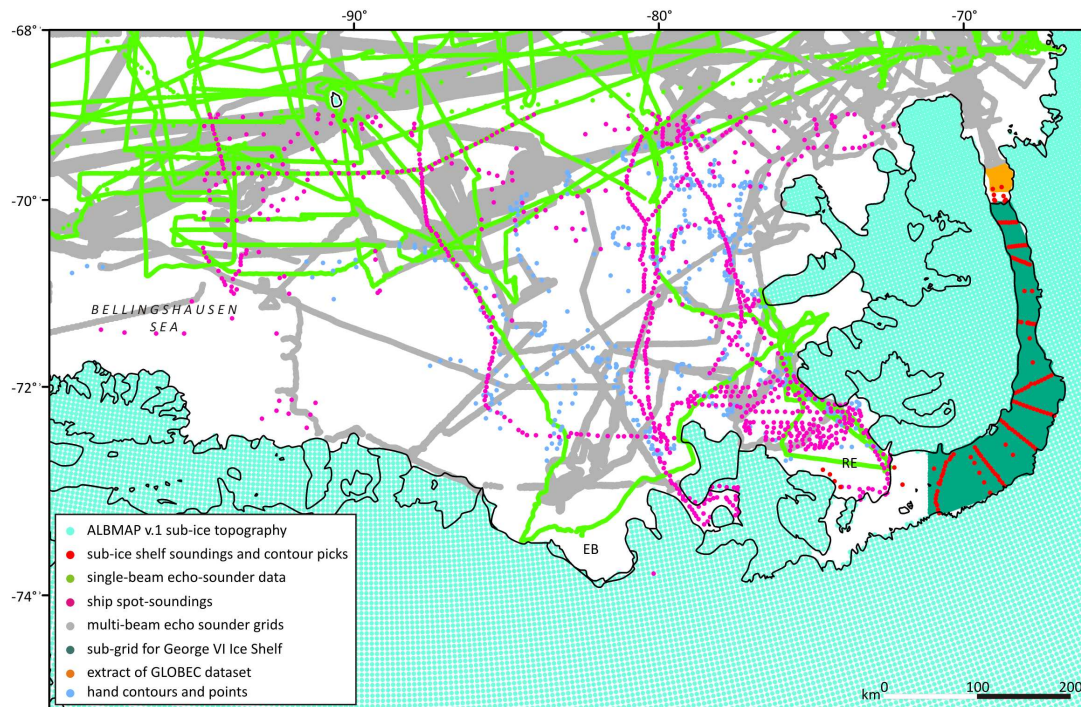 -90° -80° -70°
-68°
-70°
BELLINGSHAUSEN
SEA
-72°
RE
EB
-74°
ALBMAP v.1 sub-ice topography
sub-ice shelf soundings and contour picks
single-beam echo-sounder data
ship spot-soundings
multi-beam echo sounder grids
sub-grid for George VI Ice Shelf
extract of GLOBEC dataset
hand contours and points
km 0 100 200